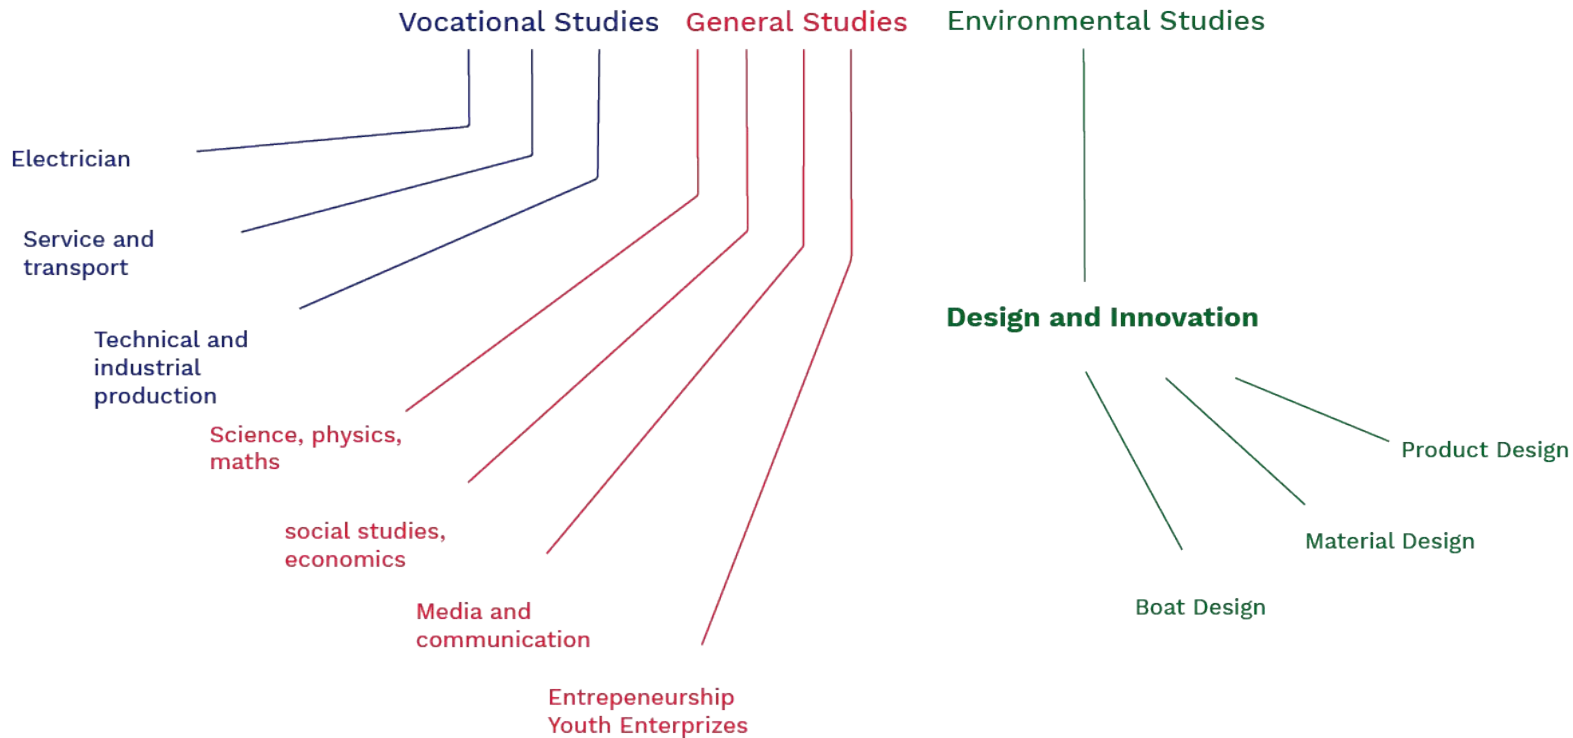 Vocational Studies
General Studies
Environmental Studies
Electrician
Service and
transport
Technical and
industrial
production
Science, physics,
maths
social studies,
economics
Media and
communication
Entrepeneurship
Youth Enterprizes
Design and Innovation
Product Design
Material Design
Boat Design